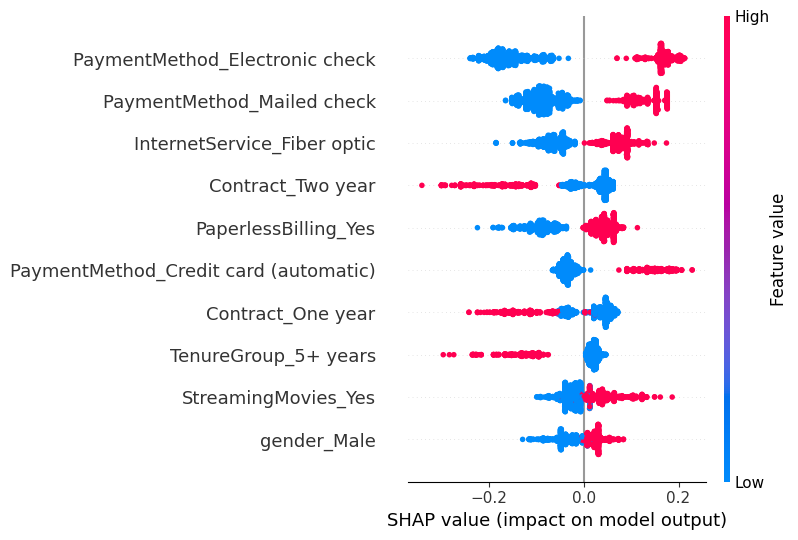 High
PaymentMethod_Electronic check
PaymentMethod_Mailed check
InternetService_Fiber optic
Contract_Two year
PaperlessBilling_Yes
PaymentMethod_Credit card (automatic)
Contract_One year
TenureGroup_5+ years
StreamingMovies_Yes
gender_Male
Feature value
Low
−0.2 0.0 0.2
SHAP value (impact on model output)